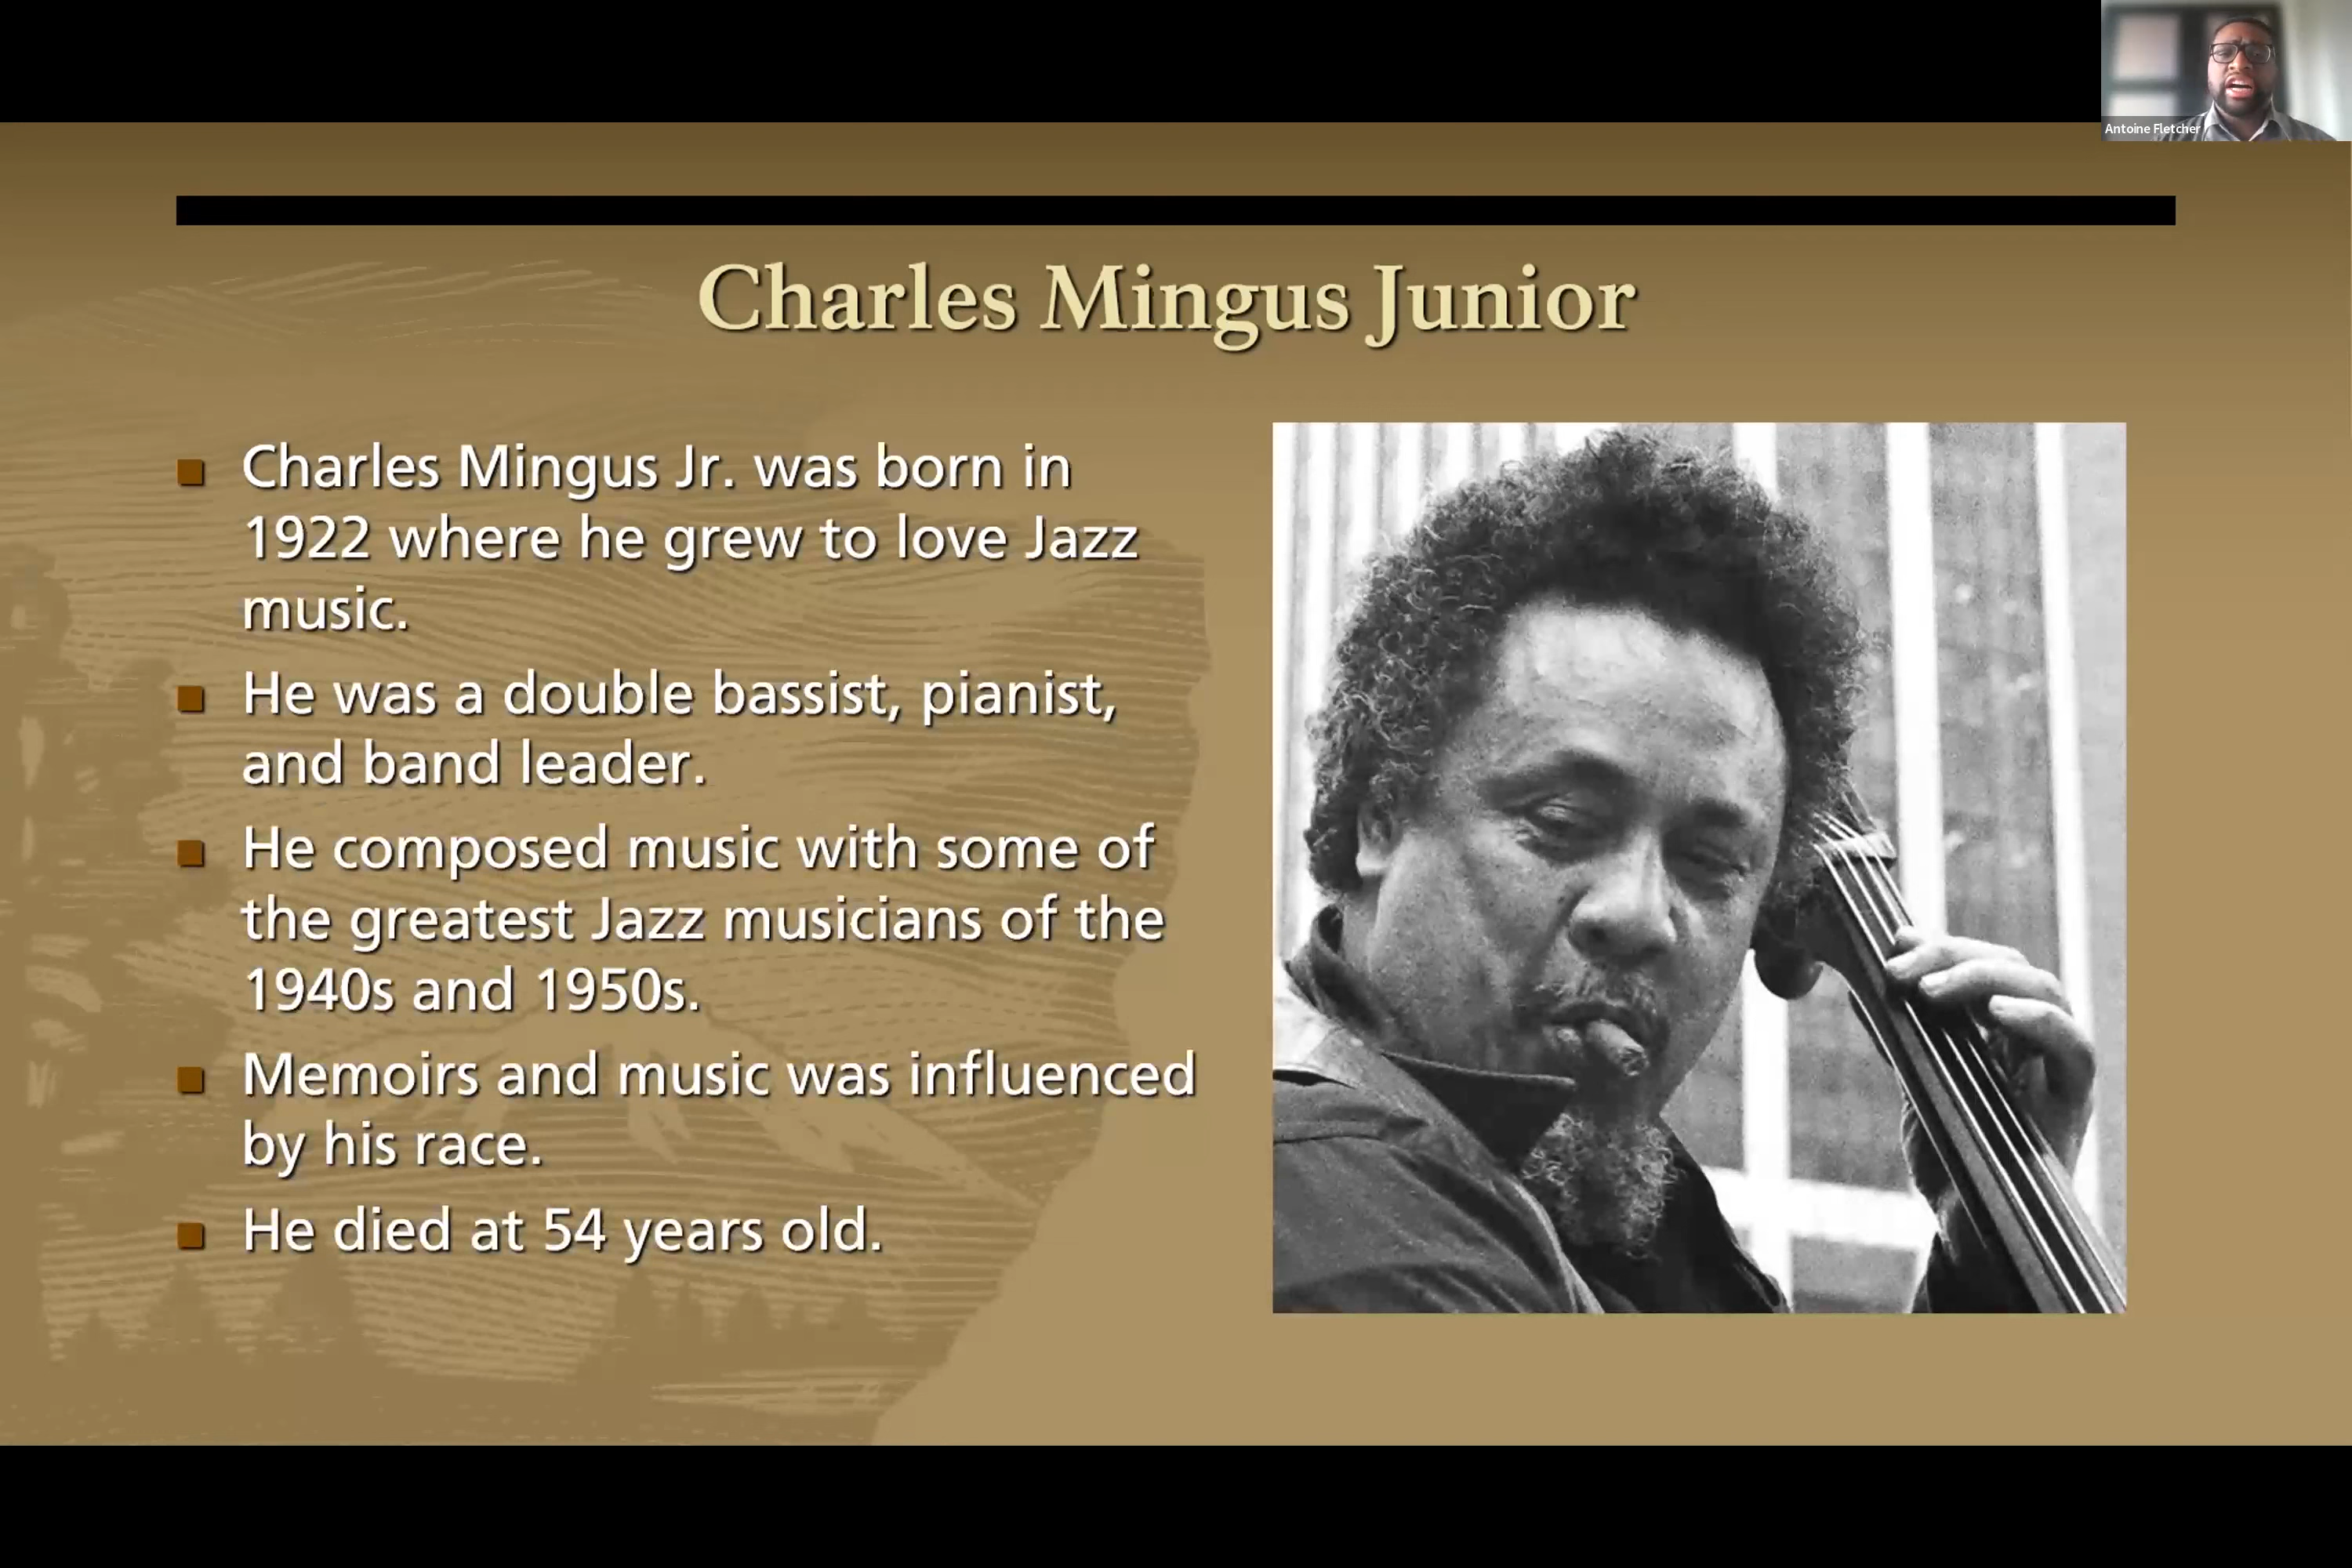 Antoine Fletcher
Charles Mingus Junior
Charles Mingus Jr. was born in
1922 where he grew to love Jazz
music.
He was a double bassist, pianist,
and band leader.
He composed music with some of
the greatest Jazz musicians of the
1940s and 1950s.
Memoirs and music was influenced
by his race.
He died at 54 years old.